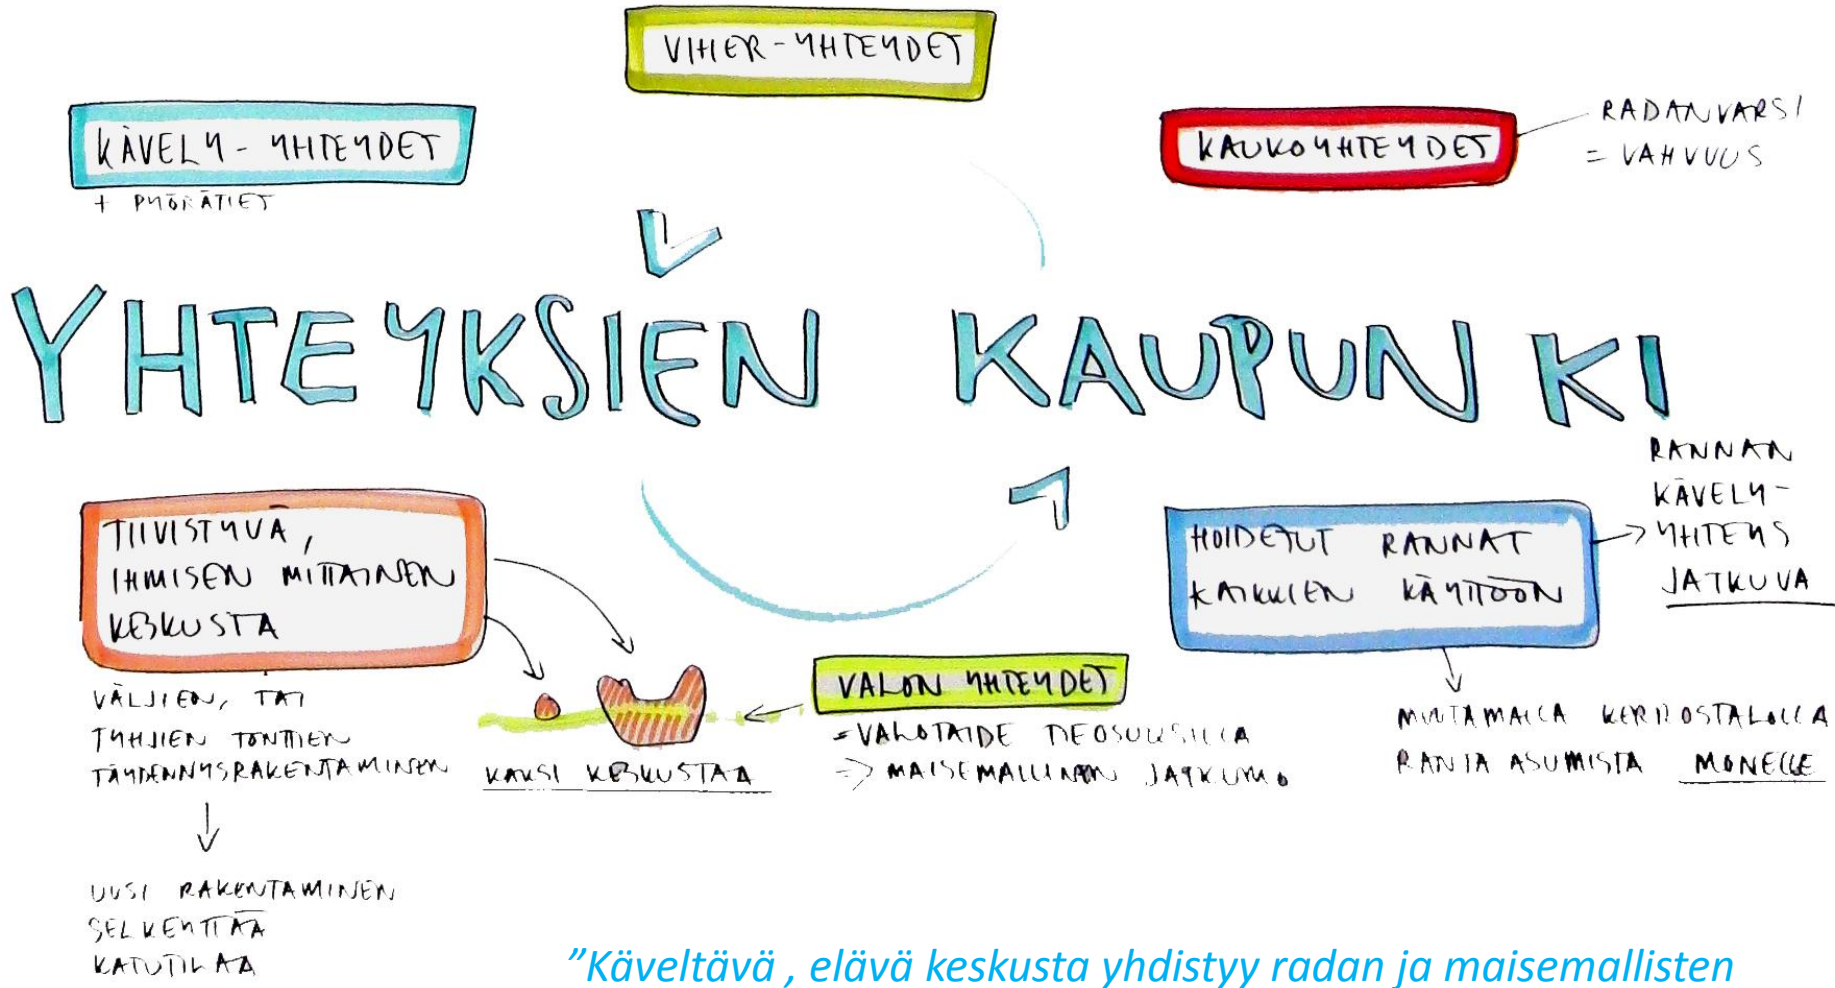 VIHER-YHTEYDET
KÄVELY-YHTEYDET
+ PYÖRÄTIET
KAUKOYHTEYDET
RADANVARSI
= VAHVUUS
YHTEYKSIEN KAUPUNKI
TIIVISTYVÄ,
IHMISEN MITTAINEN
KESKUSTA
VÄLJIEN, TAI
TYHJIEN TONTTIEN
TÄYDENNYSRAKENTAMINEN
UUSI RAKENTAMINEN
SELKEYTTÄÄ
KATUTILAA
KAKSI KESKUSTAA
VALON YHTEYDET
= VALOTAIDE TIEOSUUKSILLA
=> MAISEMALLINEN JATKUMO
HOIDETUT RANNAT
KAIKKIEN KÄYTTÖÖN
RANNAN
KÄVELY-
YHTEYS
JATKUVA
MUUTAMALLA KERROSTALOLLA
RANTA ASUMISTA MONELLE
”Käveltävä , elävä keskusta yhdistyy radan ja maisemallisten